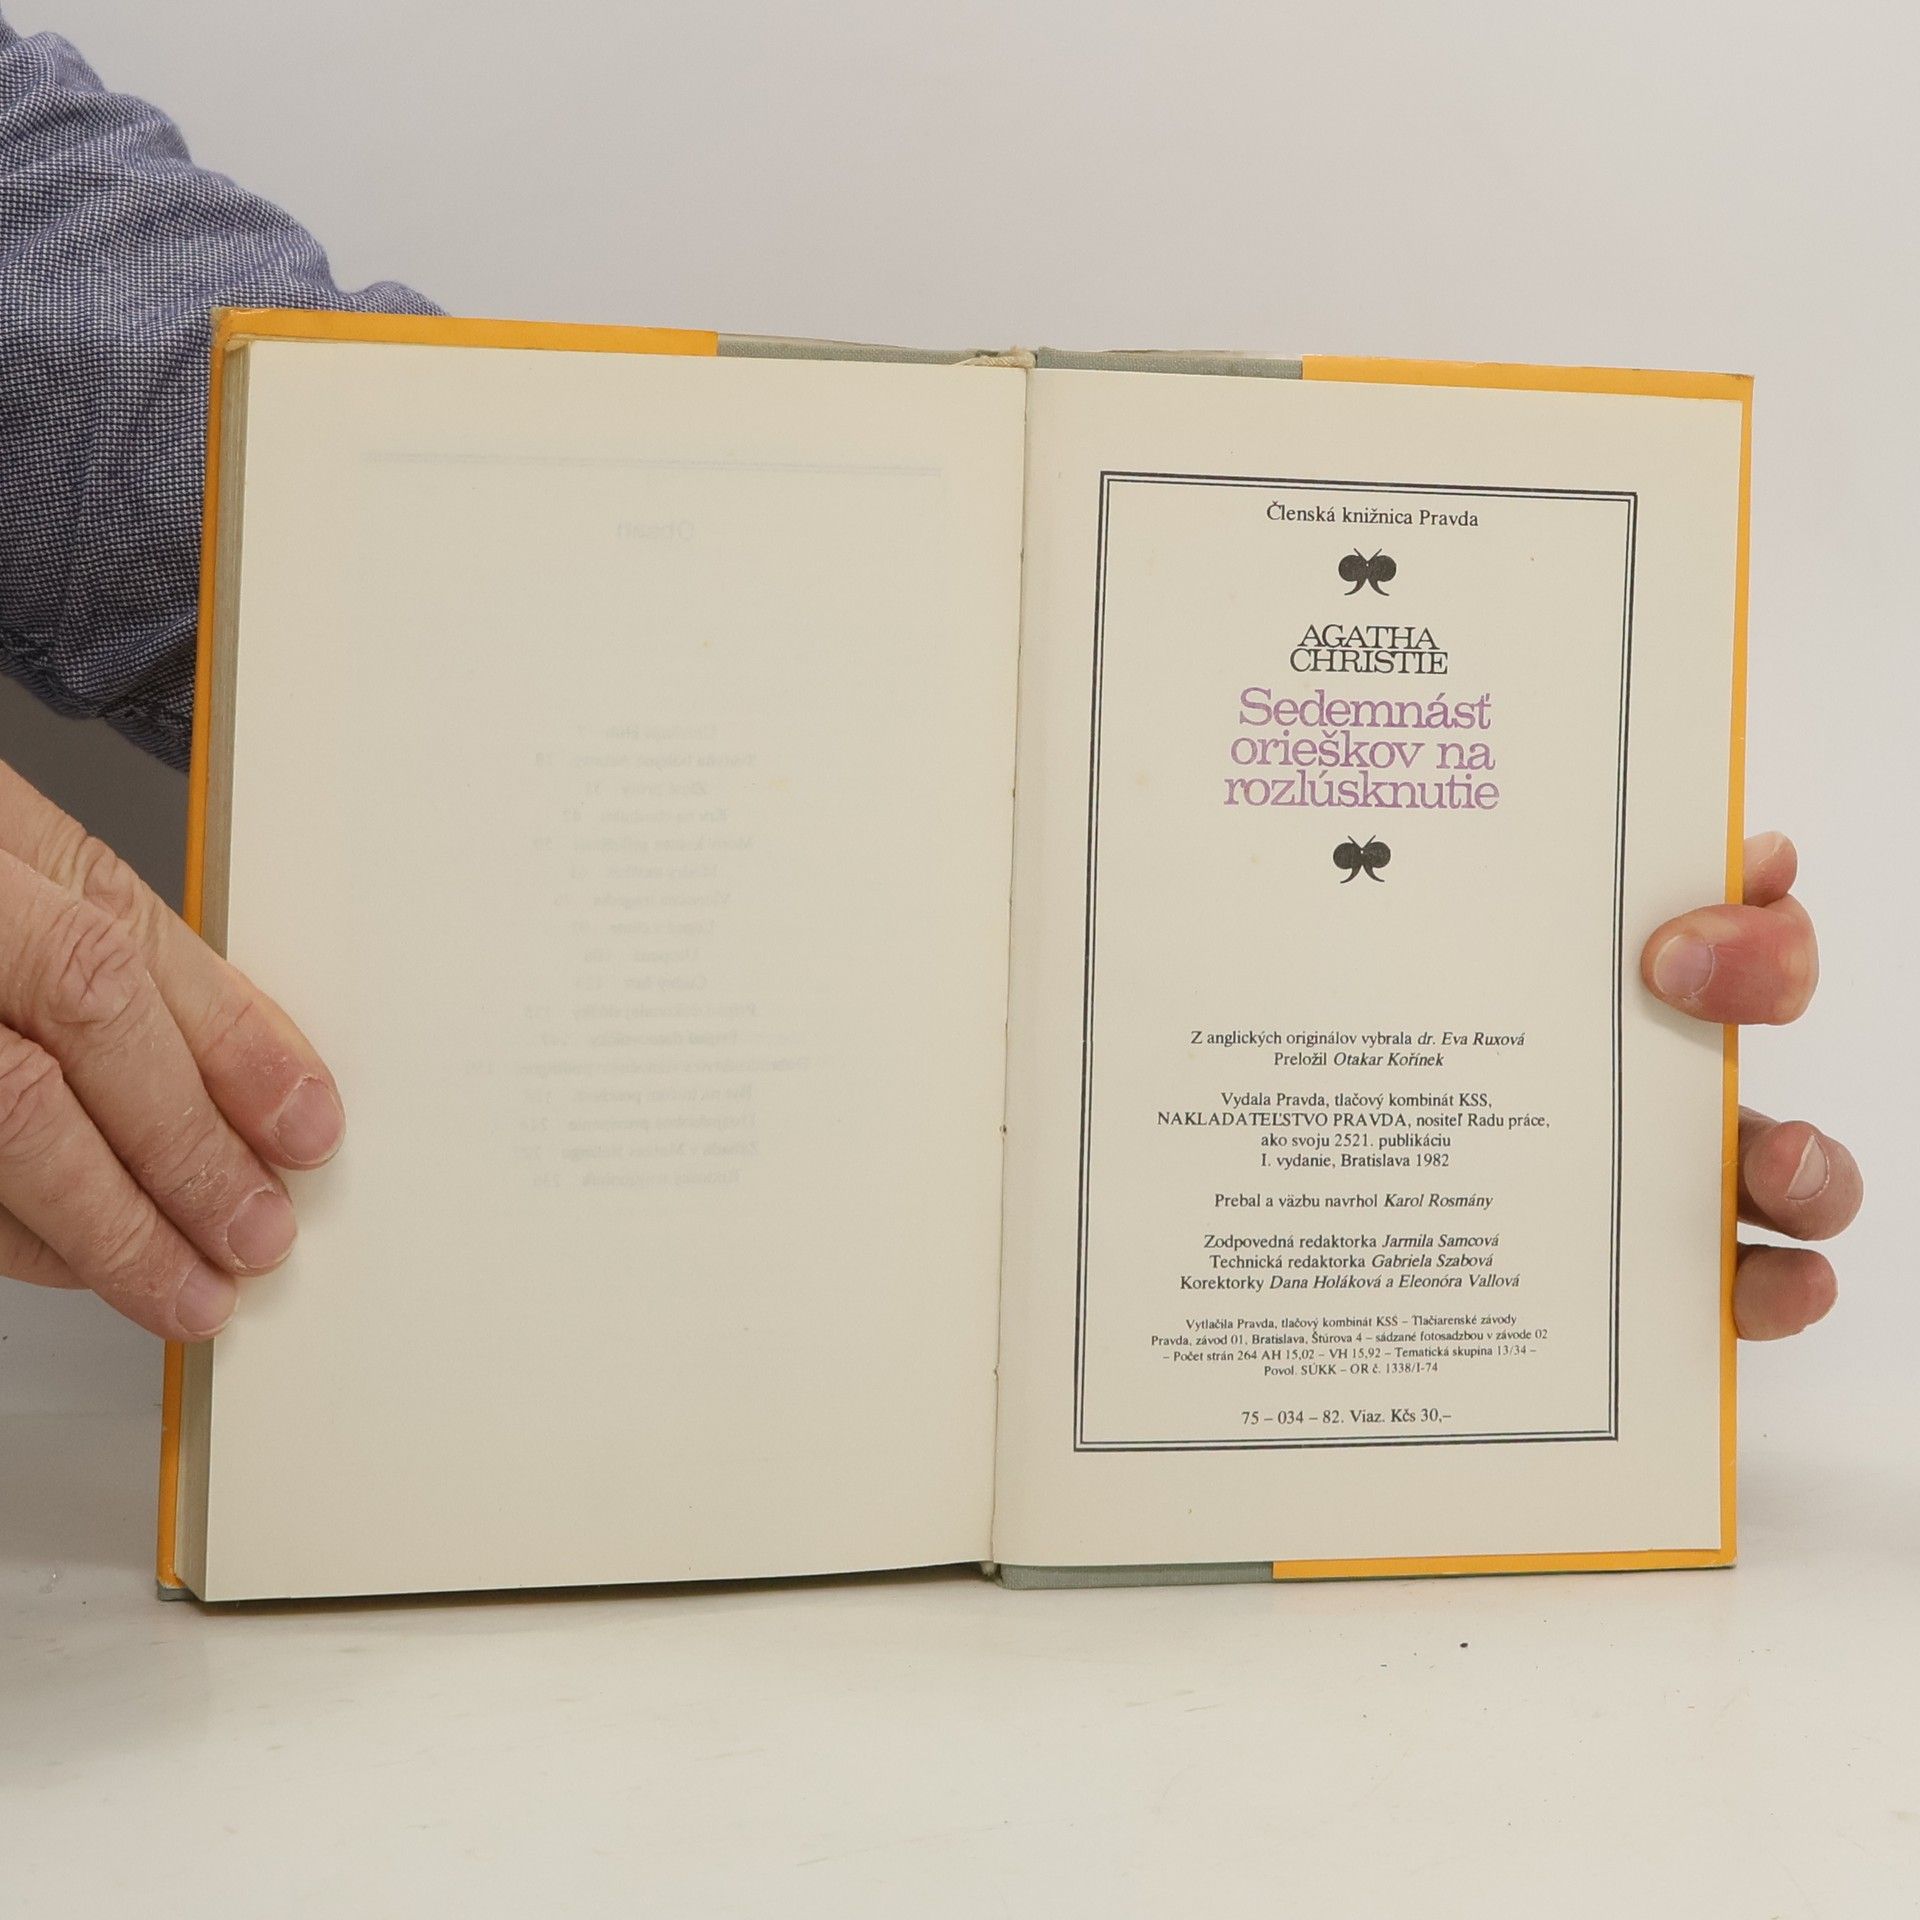 Členská knižnica Pravda
AGATHA
CHRISTIE
Sedemnásť
orieškov na
rozlúsknutie
Z anglických originálov vybrala dr. Eva Ruxová
Preložil Otakar Kořínek
Vydala Pravda, tlačový kombinát KSS,
NAKLADATEĽSTVO PRAVDA, nositeľ Radu práce,
ako svoju 2521. publikáciu
I. vydanie, Bratislava 1982
Prebal a väzbu navrhol Karol Rosmány
Zodpovedná redaktorka Jarmila Samcová
Technická redaktorka Gabriela Szabová
Korektorky Dana Holáková a Eleonóra Vallová
Vytlačila Pravda, tlačový kombinát KSS – Tlačiarenské závody
Pravda, závod 01, Bratislava, Štúrova 4 – sádzané fotosadzbou v závode 02
– Počet strán 264 AH 15,02 – VH 15,92 – Tematická skupina 13/34 –
Povol. SÚKK – OR č. 1338/I-74
75 – 034 – 82. Viaz. Kčs 30,–